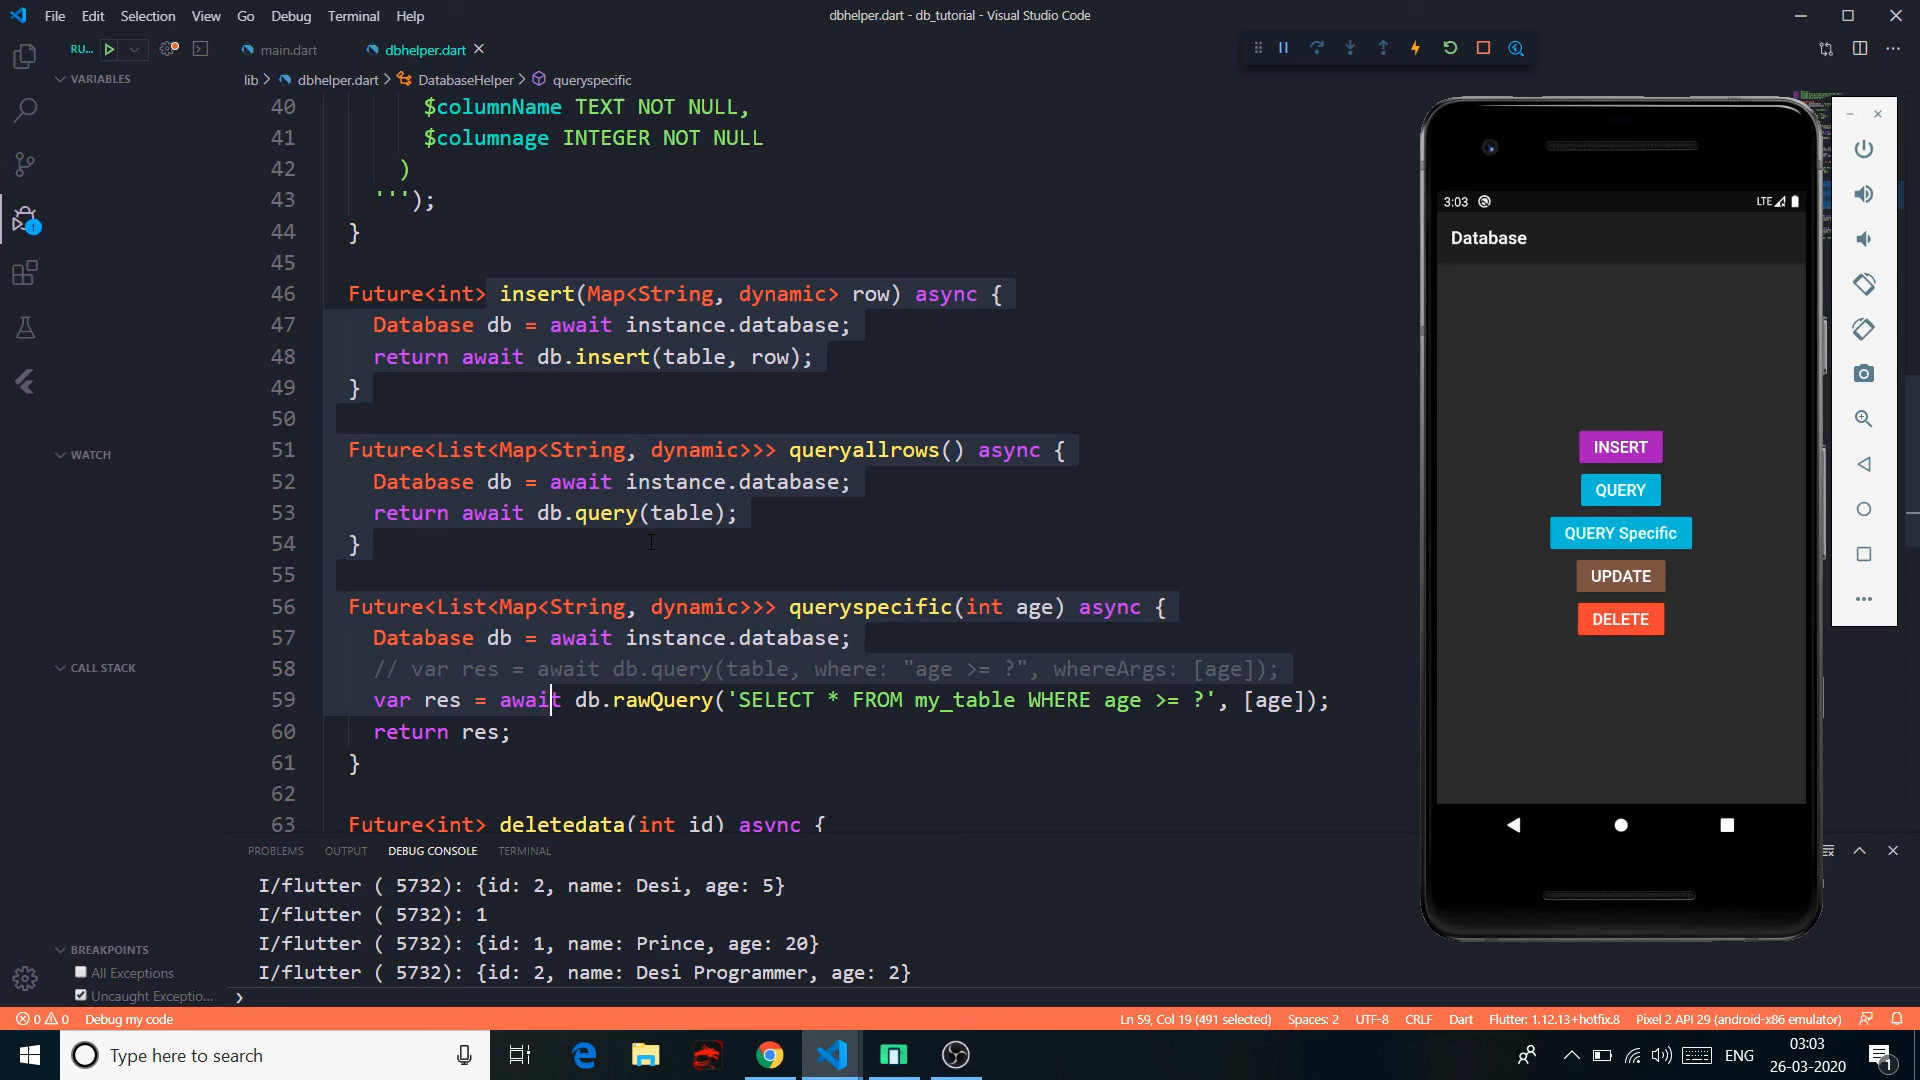 File Edit Selection View Go Debug Terminal Help
dbhelper.dart - db_tutorial - Visual Studio Code
RU...
main.dart
dbhelper.dart
lib > dbhelper.dart > DatabaseHelper > queryspecific
VARIABLES
WATCH
CALL STACK
BREAKPOINTS
All Exceptions
Uncaught Exceptio...
40 $columnName TEXT NOT NULL,
41 $columnage INTEGER NOT NULL
42 )
43 ''');
44 }
45
46 Future<int> insert(Map<String, dynamic> row) async {
47 Database db = await instance.database;
48 return await db.insert(table, row);
49 }
50
51 Future<List<Map<String, dynamic>>> queryallrows() async {
52 Database db = await instance.database;
53 return await db.query(table);
54 }
55
56 Future<List<Map<String, dynamic>>> queryspecific(int age) async {
57 Database db = await instance.database;
58 // var res = await db.query(table, where: "age >= ?", whereArgs: [age]);
59 var res = await db.rawQuery('SELECT * FROM my_table WHERE age >= ?', [age]);
60 return res;
61 }
62
63 Future<int> deletedata(int id) async {
PROBLEMS OUTPUT DEBUG CONSOLE TERMINAL
I/flutter ( 5732): {id: 2, name: Desi, age: 5}
I/flutter ( 5732): 1
I/flutter ( 5732): {id: 1, name: Prince, age: 20}
I/flutter ( 5732): {id: 2, name: Desi Programmer, age: 2}
3:03
LTE
Database
INSERT
QUERY
QUERY Specific
UPDATE
DELETE
0 0 Debug my code
Ln 59, Col 19 (491 selected) Spaces: 2 UTF-8 CRLF Dart Flutter: 1.12.13+hotfix.8 Pixel 2 API 29 (android-x86 emulator)
Type here to search
ENG
03:03
26-03-2020
1
1